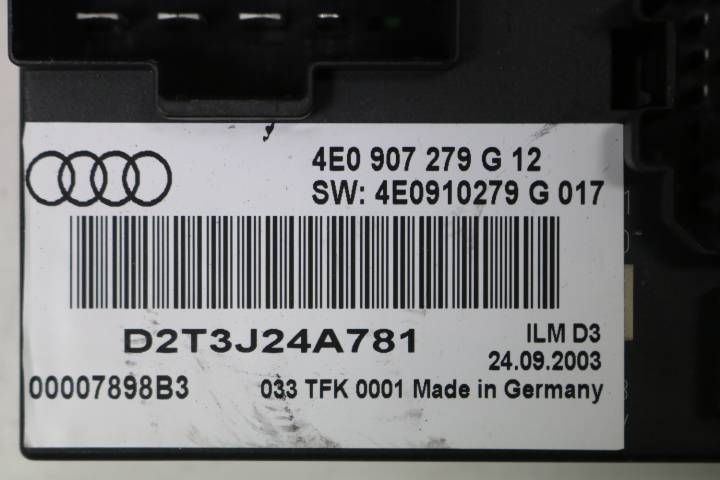 4E0 907 279 G 12
SW: 4E0910279 G 017
D2T3J24A781
ILM D3
24.09.2003
00007898B3
033 TFK 0001 Made in Germany